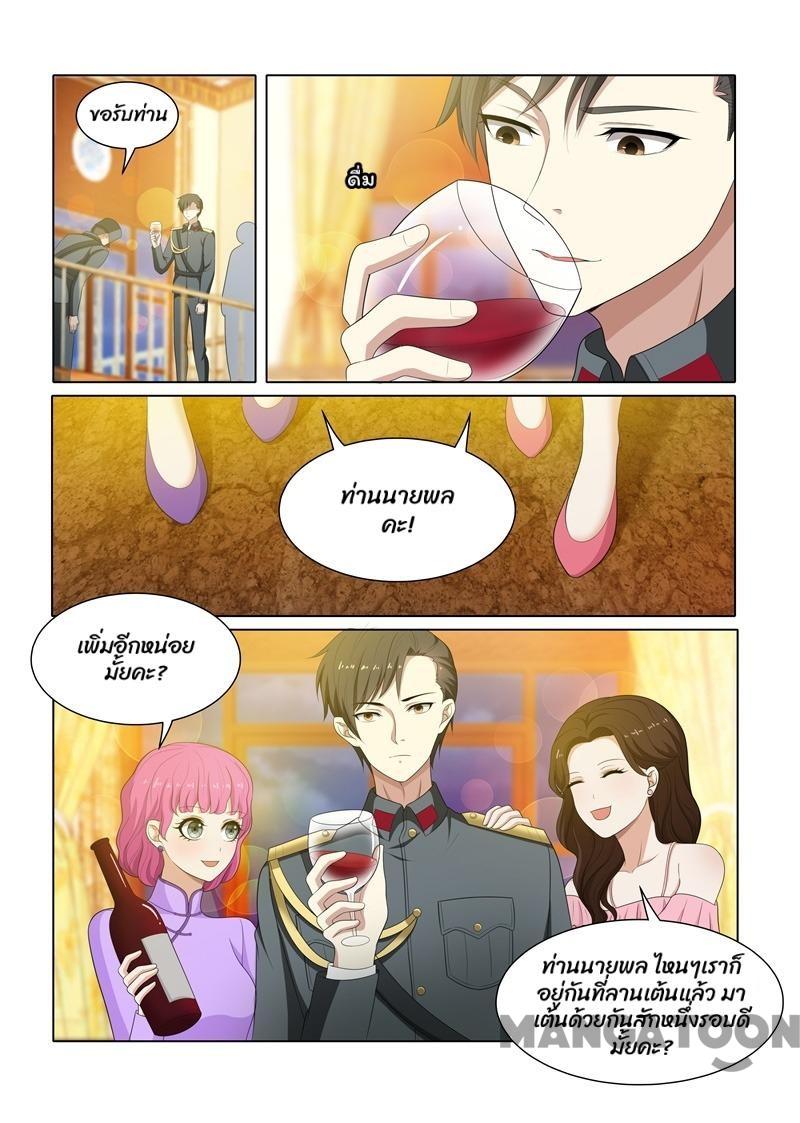 ขอรับท่าน
ดื่ม
ท่านนายพล
คะ!
เพิ่มอีกหน่อย
มั้ยคะ?
ท่านนายพล ไหนๆเราก็
อยู่กันที่ลานเต้นแล้ว มา
เต้นด้วยกันสักหนึ่งรอบดี
มั้ยคะ?
MANGATOON